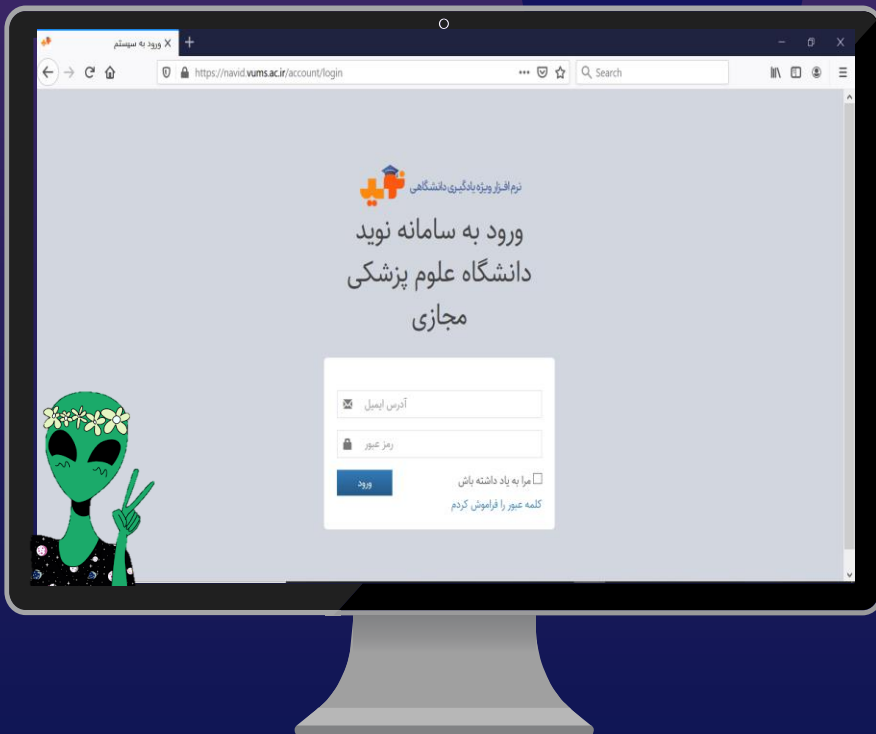 ورود به سیستم
https://navid.vums.ac.ir/account/login
Search
نرم افزار ویژه یادگیری دانشگاهی
نوید
ورود به سامانه نوید
دانشگاه علوم پزشکی
مجازی
آدرس ایمیل
رمز عبور
مرا به یاد داشته باش
ورود
کلمه عبور را فراموش کردم